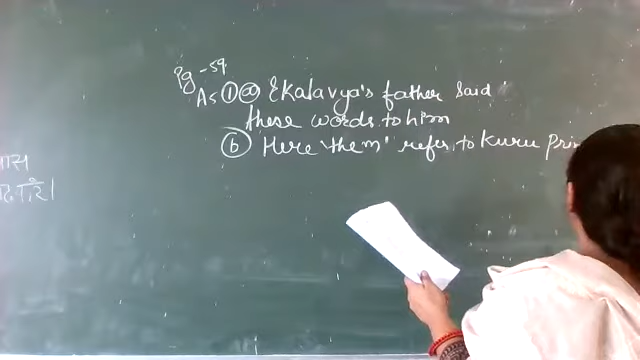 Pg - 59
As ① ⓐ Ekalavya's father said
these words to him
ⓑ Here 'them' refer to Kuru